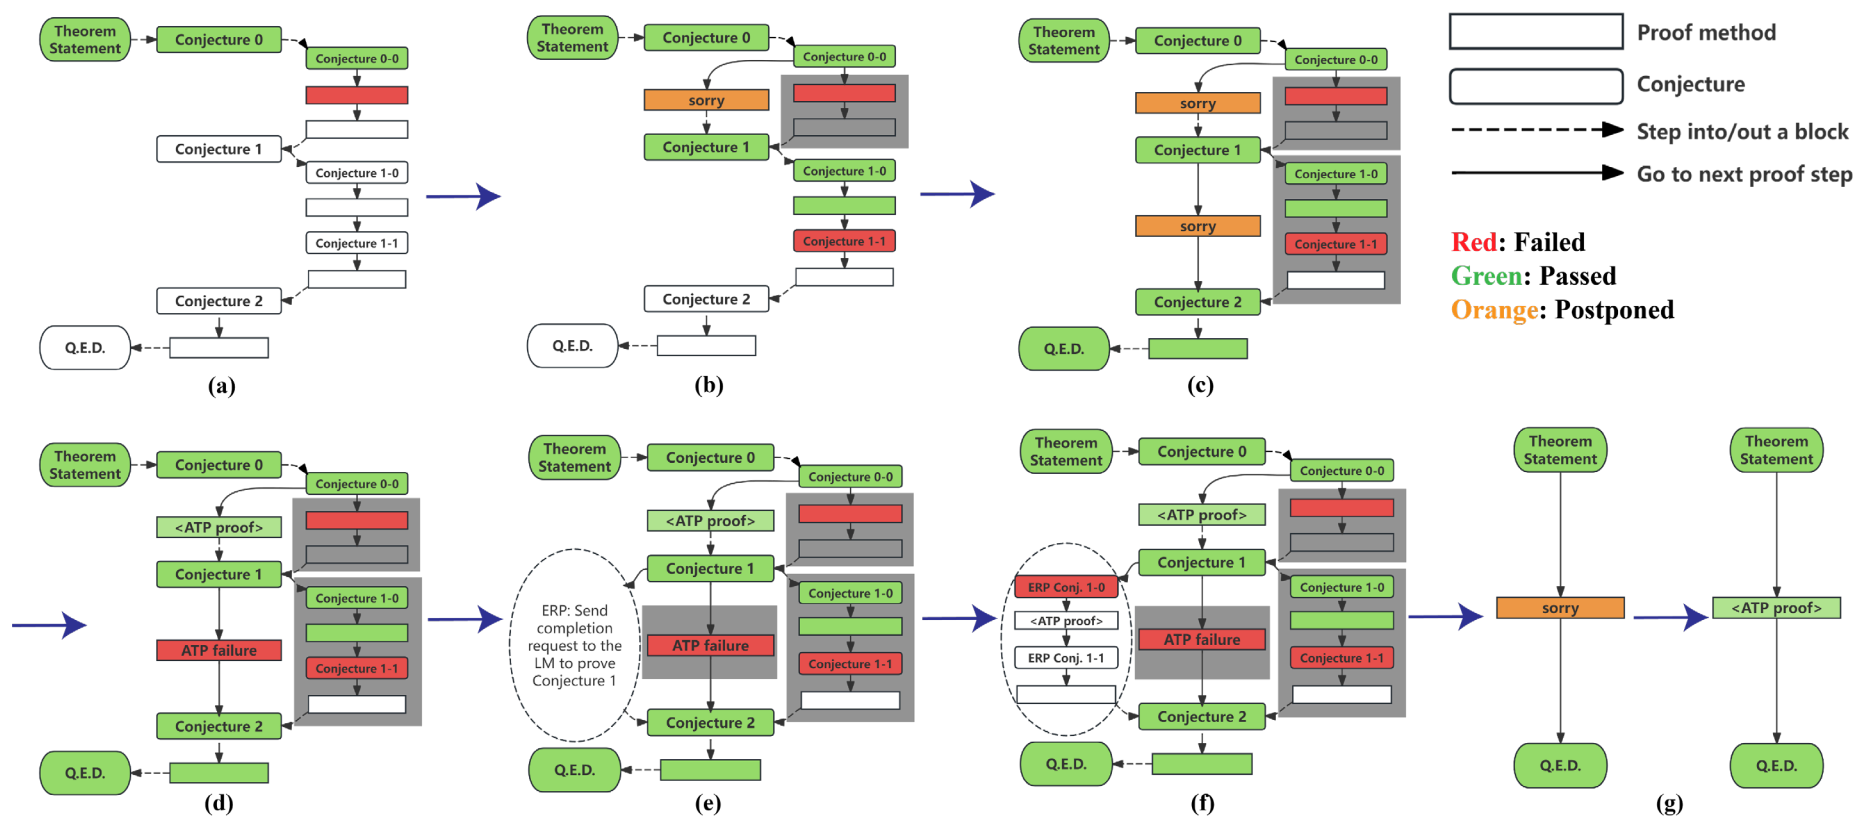 Theorem
Statement
Conjecture 0
Conjecture 0-0
Conjecture 1
Conjecture 1-0
Conjecture 1-1
Conjecture 2
Q.E.D.
(a)
Theorem
Statement
Conjecture 0
Conjecture 0-0
sorry
Conjecture 1
Conjecture 1-0
Conjecture 1-1
Conjecture 2
Q.E.D.
(b)
Theorem
Statement
Conjecture 0
Conjecture 0-0
sorry
Conjecture 1
Conjecture 1-0
sorry
Conjecture 1-1
Conjecture 2
Q.E.D.
(c)
Proof method
Conjecture
Step into/out a block
Go to next proof step
Red: Failed
Green: Passed
Orange: Postponed
Theorem
Statement
Conjecture 0
Conjecture 0-0
<ATP proof>
Conjecture 1
Conjecture 1-0
ATP failure
Conjecture 1-1
Conjecture 2
Q.E.D.
(d)
Theorem
Statement
Conjecture 0
Conjecture 0-0
<ATP proof>
Conjecture 1
Conjecture 1-0
ERP: Send
completion
request to the
LM to prove
Conjecture 1
ATP failure
Conjecture 1-1
Conjecture 2
Q.E.D.
(e)
Theorem
Statement
Conjecture 0
Conjecture 0-0
<ATP proof>
Conjecture 1
ERP Conj. 1-0
Conjecture 1-0
<ATP proof>
ATP failure
ERP Conj. 1-1
Conjecture 1-1
Conjecture 2
Q.E.D.
(f)
Theorem
Statement
sorry
Q.E.D.
Theorem
Statement
<ATP proof>
Q.E.D.
(g)